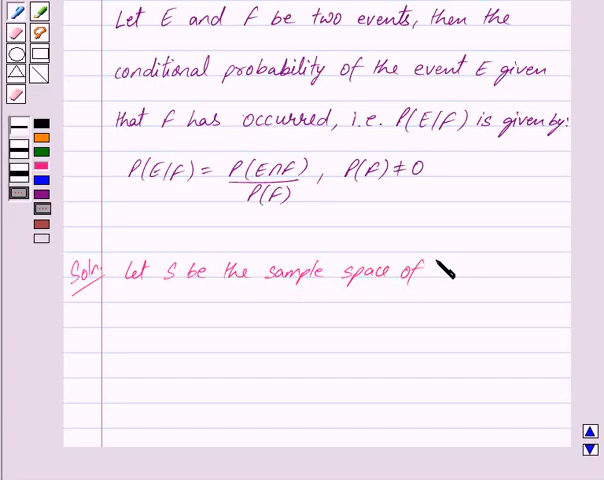 Let E and F be two events, then the
conditional probability of the event E given
that F has occurred, i.e. P(E/F) is given by:
P(E/F) = P(E∩F) / P(F) , P(F) ≠ 0
Soln: Let S be the sample space of